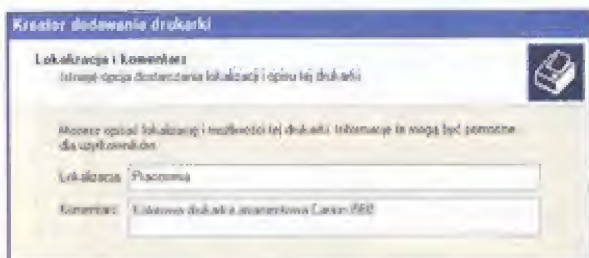 Kreator dodawania drukarki
Lokalizacja i komentarz
Istnieje opcja dostarczania lokalizacji i opisu tej drukarki.
Możesz opisać lokalizację i możliwości tej drukarki. Informacje te mogą być pomocne
dla użytkowników.
Lokalizacja: Pracownia
Komentarz: Kolorowa drukarka atramentowa Canon